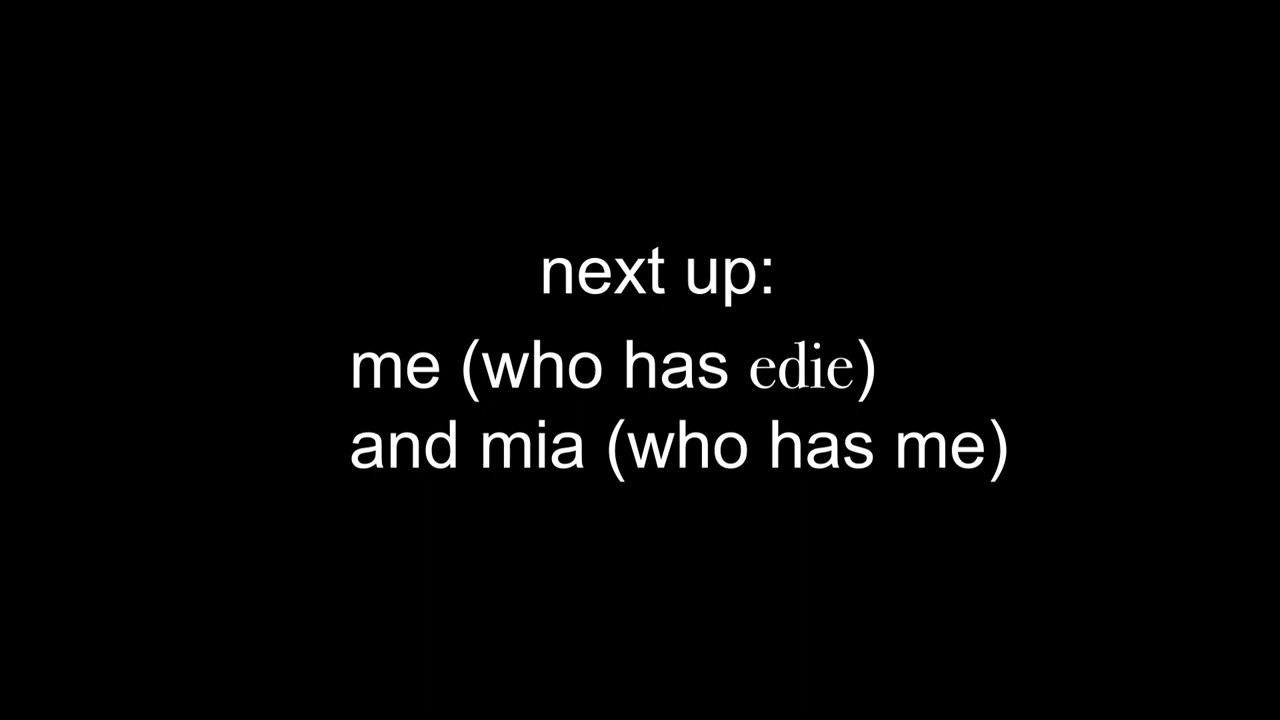 next up:
me (who has edie)
and mia (who has me)